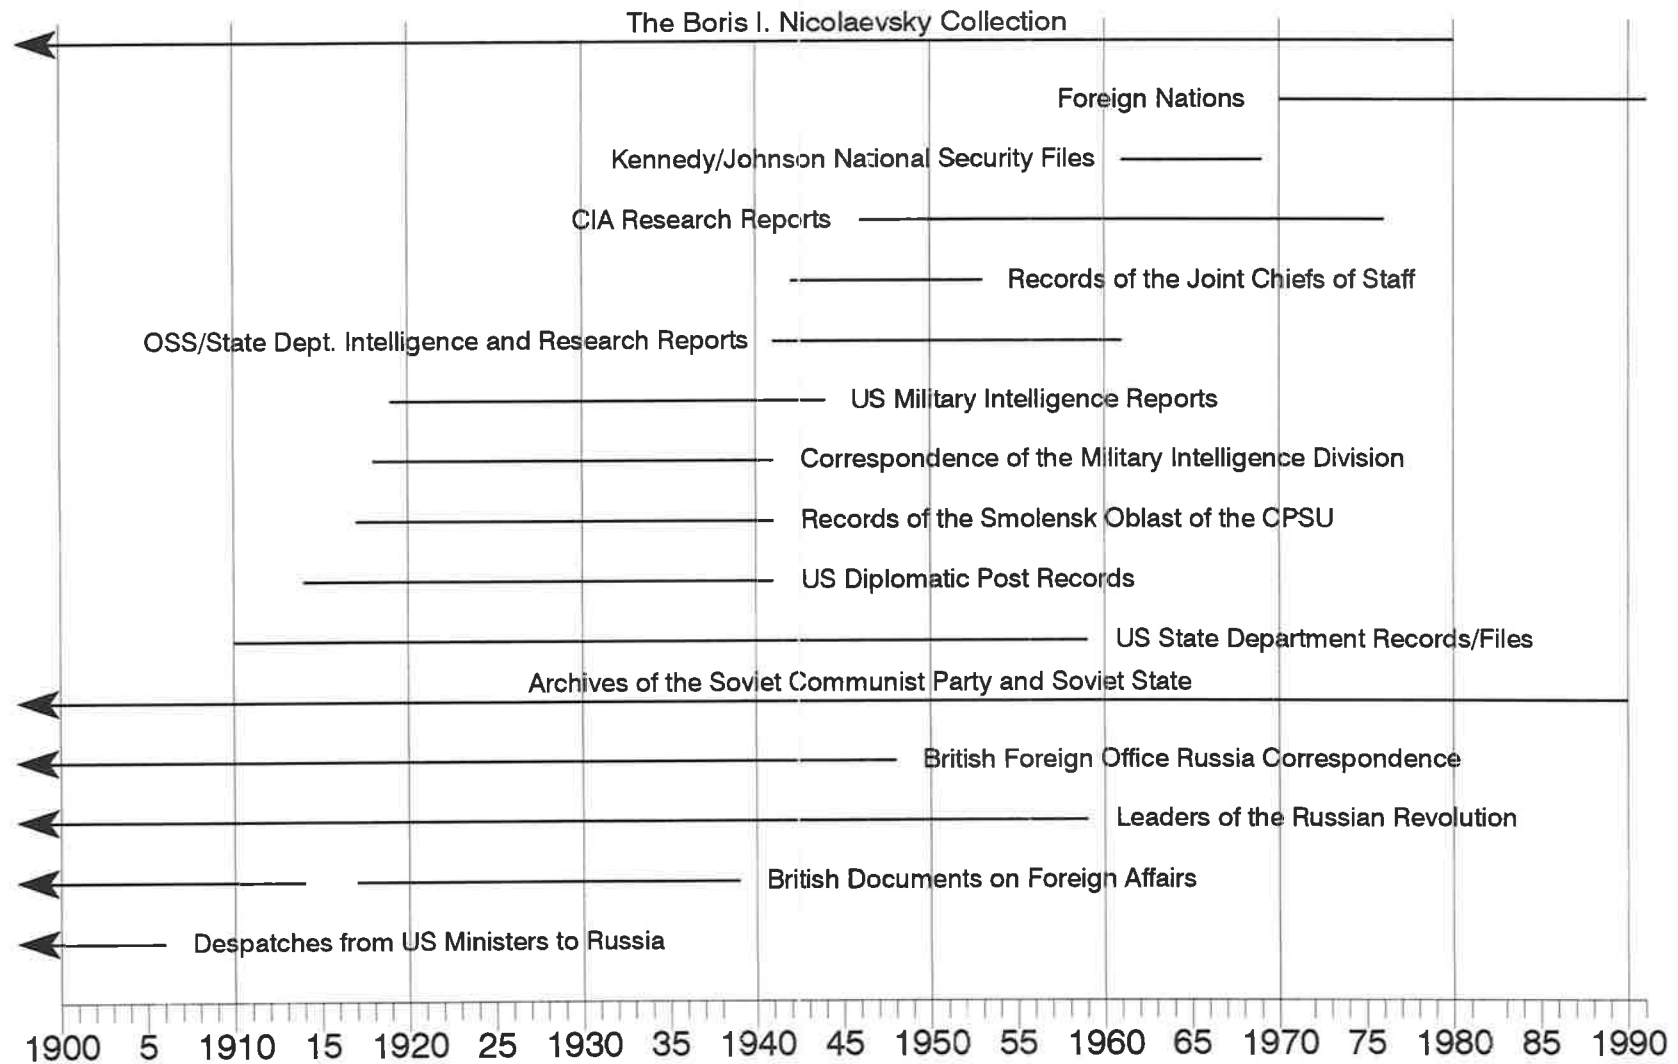 The Boris I. Nicolaevsky Collection
Foreign Nations
Kennedy/Johnson National Security Files
CIA Research Reports
Records of the Joint Chiefs of Staff
OSS/State Dept. Intelligence and Research Reports
US Military Intelligence Reports
Correspondence of the Military Intelligence Division
Records of the Smolensk Oblast of the CPSU
US Diplomatic Post Records
US State Department Records/Files
Archives of the Soviet Communist Party and Soviet State
British Foreign Office Russia Correspondence
Leaders of the Russian Revolution
British Documents on Foreign Affairs
Despatches from US Ministers to Russia
1900 5 1910 15 1920 25 1930 35 1940 45 1950 55 1960 65 1970 75 1980 85 1990